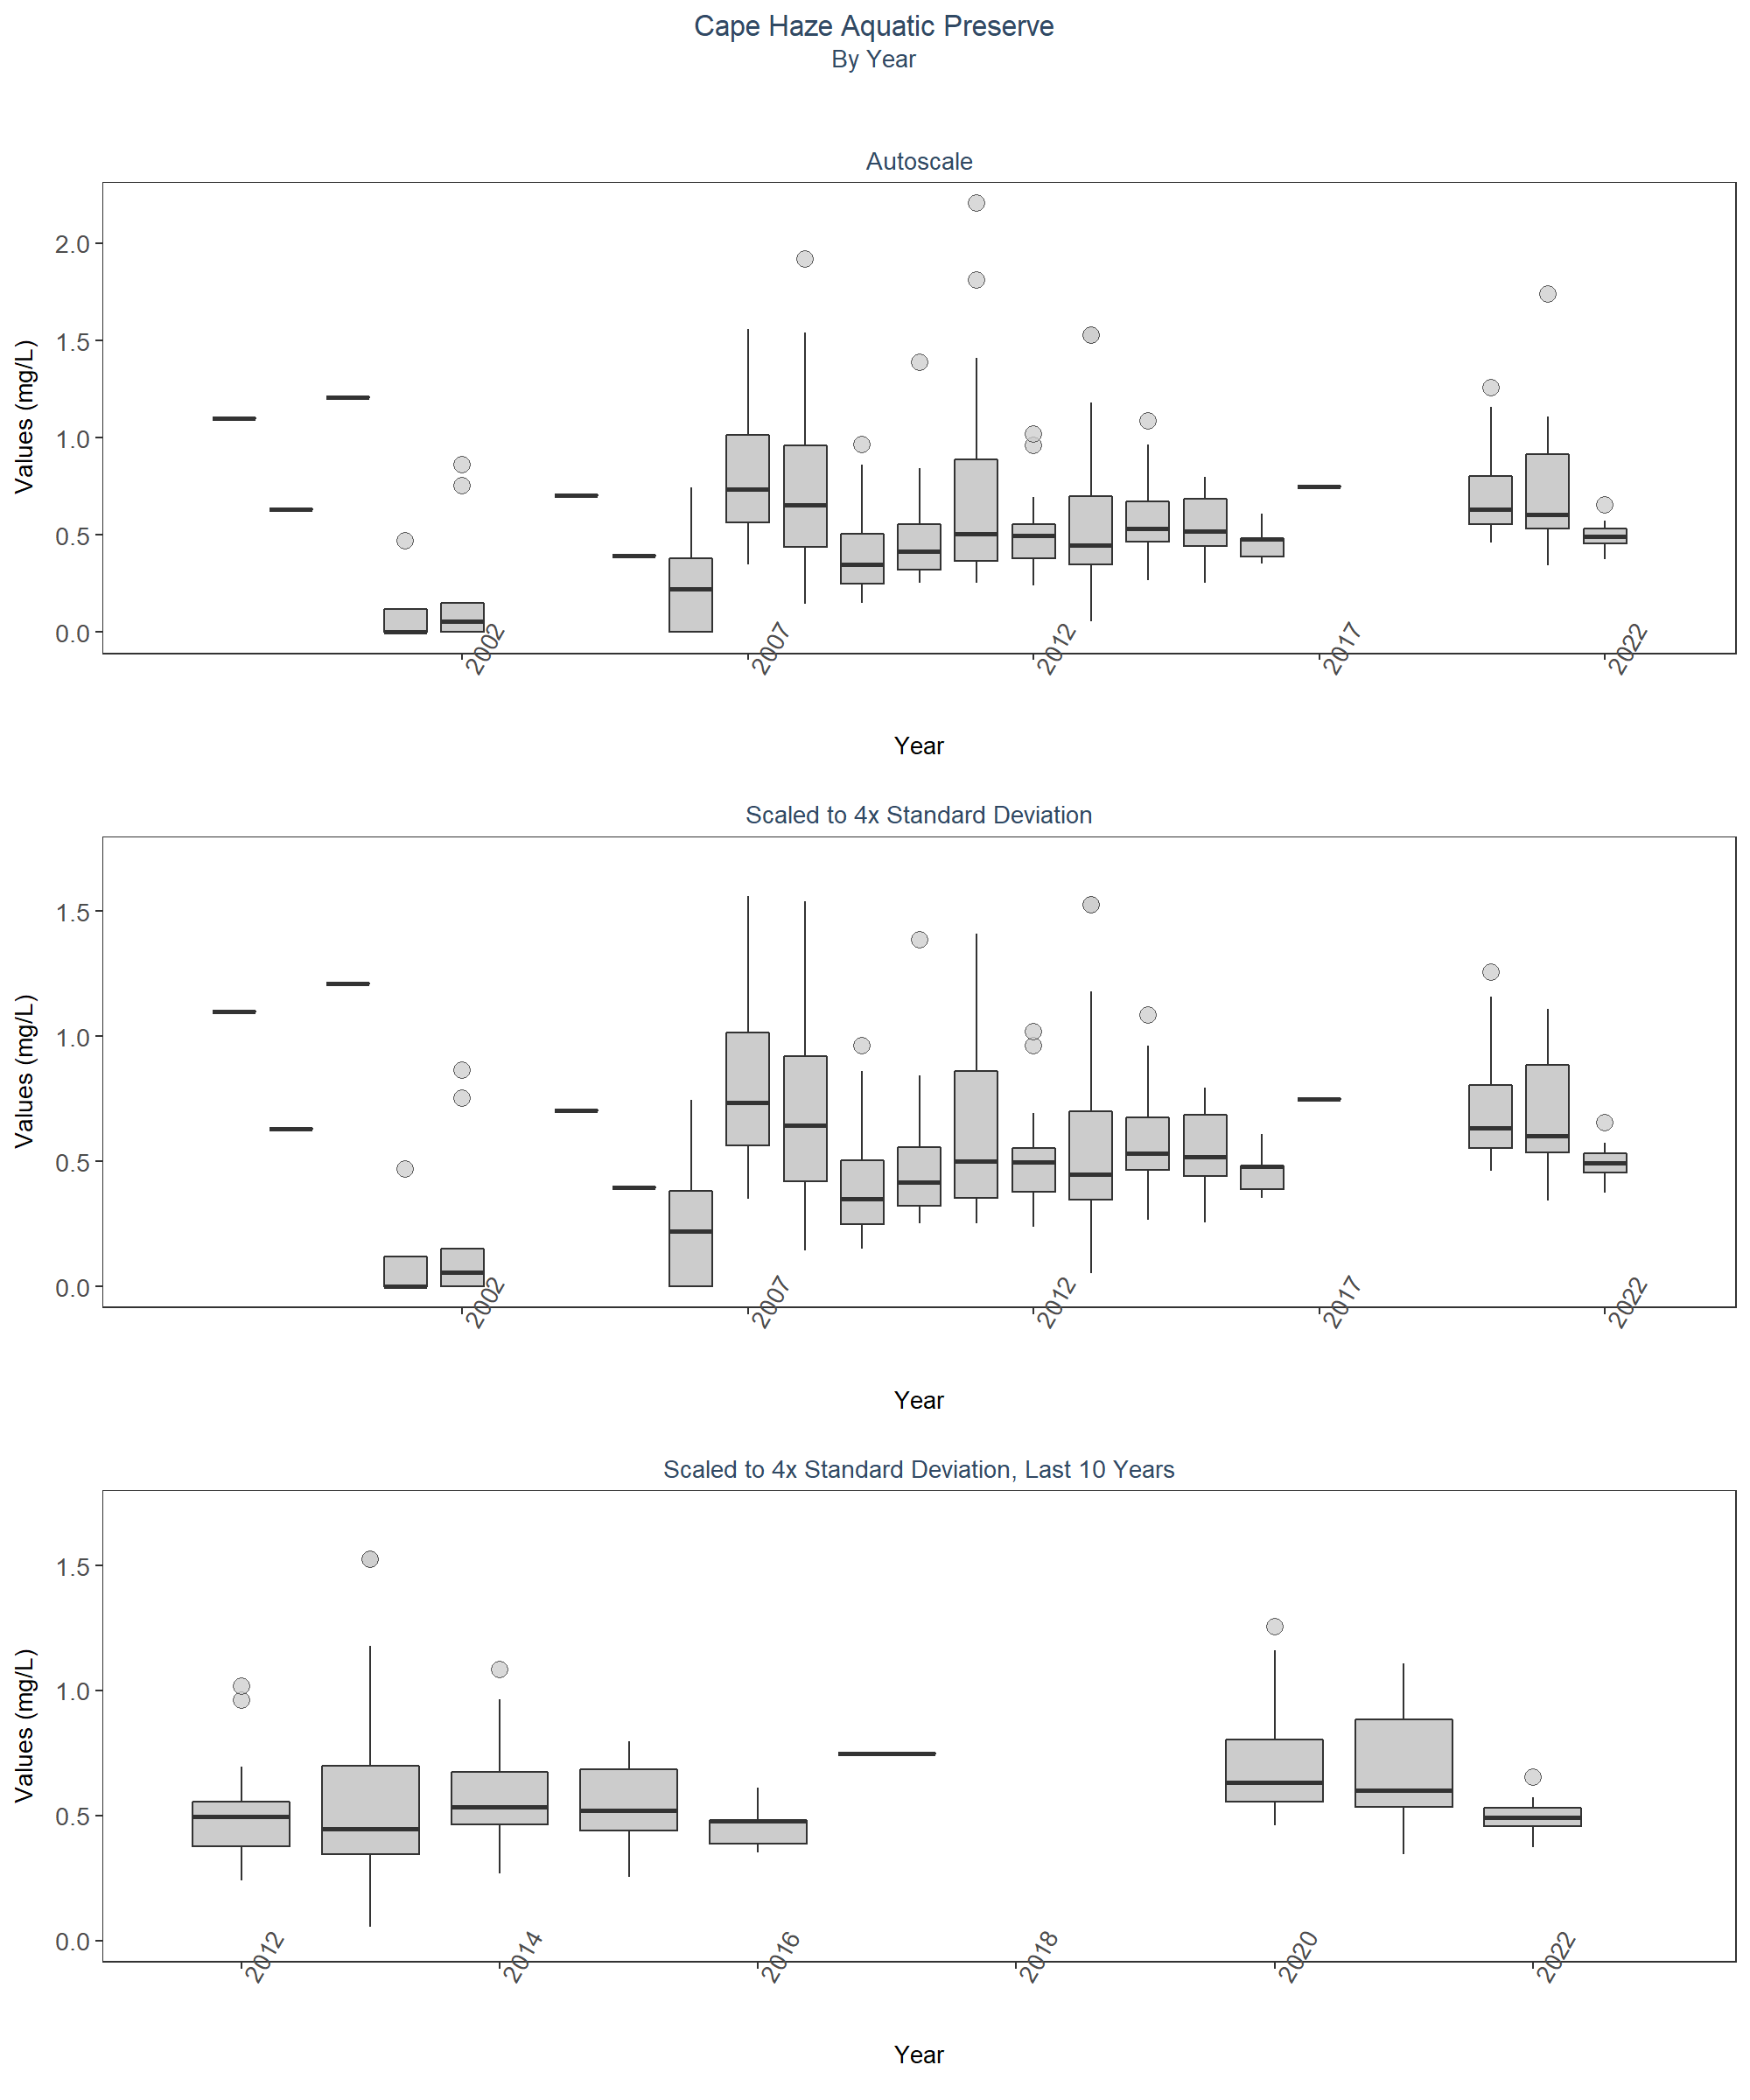 Cape Haze Aquatic Preserve
By Year
Autoscale
Values (mg/L)
2.0
1.5
1.0
0.5
0.0
2002
2007
2012
2017
2022
Year
Scaled to 4x Standard Deviation
Values (mg/L)
1.5
1.0
0.5
0.0
2002
2007
2012
2017
2022
Year
Scaled to 4x Standard Deviation, Last 10 Years
Values (mg/L)
1.5
1.0
0.5
0.0
2012
2014
2016
2018
2020
2022
Year